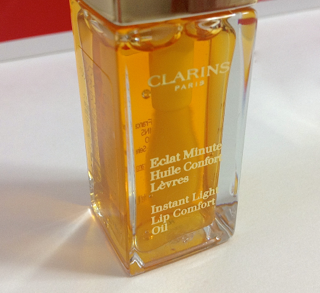 CLARINS
PARIS
Eclat Minute
Huile Confort
Lèvres
Instant Light
Lip Comfort
Oil